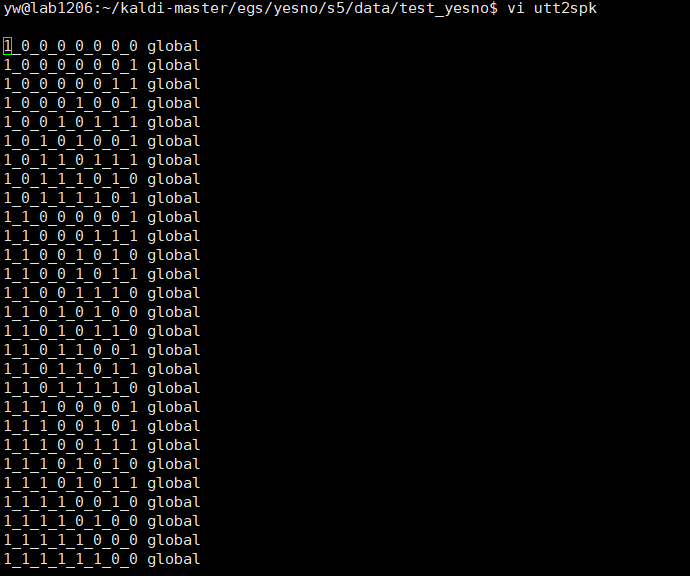 yw@lab1206:~/kaldi-master/egs/yesno/s5/data/test_yesno$ vi utt2spk
1_0_0_0_0_0_0_0 global
1_0_0_0_0_0_0_1 global
1_0_0_0_0_0_1_1 global
1_0_0_0_1_0_0_1 global
1_0_0_1_0_1_1_1 global
1_0_1_0_1_0_0_1 global
1_0_1_1_0_1_1_1 global
1_0_1_1_1_0_1_0 global
1_0_1_1_1_1_0_1 global
1_1_0_0_0_0_0_1 global
1_1_0_0_0_1_1_1 global
1_1_0_0_1_0_1_0 global
1_1_0_0_1_0_1_1 global
1_1_0_0_1_1_1_0 global
1_1_0_1_0_1_0_0 global
1_1_0_1_0_1_1_0 global
1_1_0_1_1_0_0_1 global
1_1_0_1_1_0_1_1 global
1_1_0_1_1_1_1_0 global
1_1_1_0_0_0_0_1 global
1_1_1_0_0_1_0_1 global
1_1_1_0_0_1_1_1 global
1_1_1_0_1_0_1_0 global
1_1_1_0_1_0_1_1 global
1_1_1_1_0_0_1_0 global
1_1_1_1_0_1_0_0 global
1_1_1_1_1_0_0_0 global
1_1_1_1_1_1_0_0 global